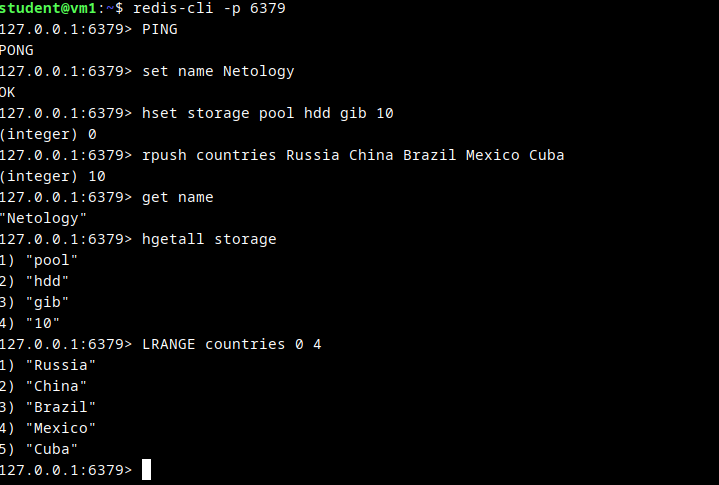 student@vm1:~$ redis-cli -p 6379
127.0.0.1:6379> PING
PONG
127.0.0.1:6379> set name Netology
OK
127.0.0.1:6379> hset storage pool hdd gib 10
(integer) 0
127.0.0.1:6379> rpush countries Russia China Brazil Mexico Cuba
(integer) 10
127.0.0.1:6379> get name
"Netology"
127.0.0.1:6379> hgetall storage
1) "pool"
2) "hdd"
3) "gib"
4) "10"
127.0.0.1:6379> LRANGE countries 0 4
1) "Russia"
2) "China"
3) "Brazil"
4) "Mexico"
5) "Cuba"
127.0.0.1:6379>